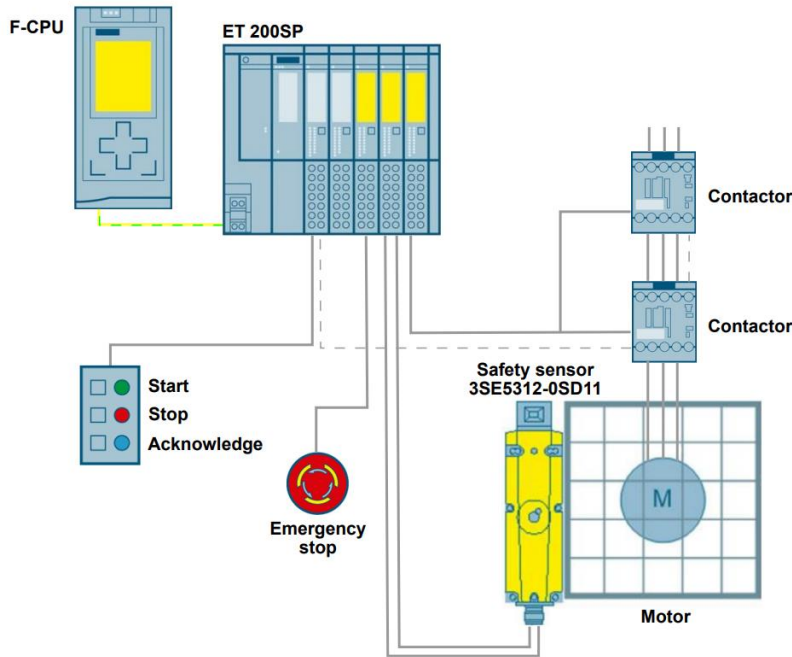 F-CPU
ET 200SP
Contactor
Contactor
Safety sensor
3SE5312-0SD11
Start
Stop
Acknowledge
Emergency
stop
M
Motor